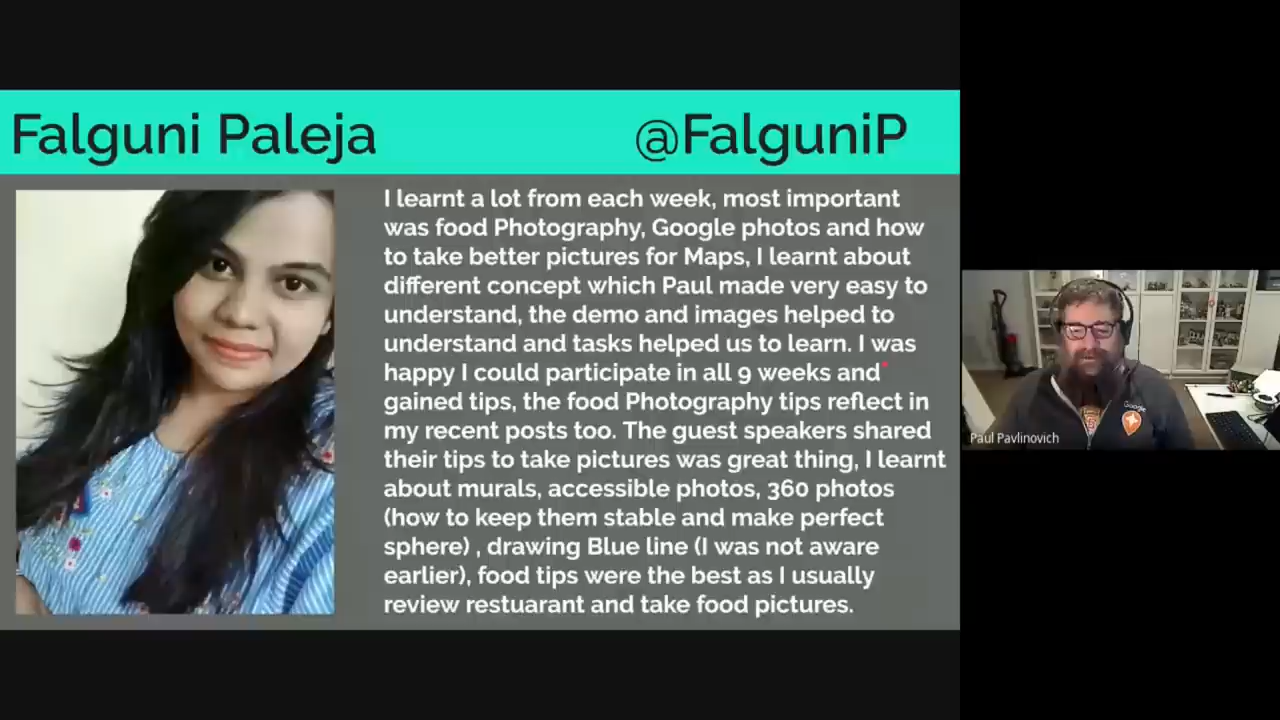 Falguni Paleja @FalguniP
I learnt a lot from each week, most important
was food Photography, Google photos and how
to take better pictures for Maps, I learnt about
different concept which Paul made very easy to
understand, the demo and images helped to
understand and tasks helped us to learn. I was
happy I could participate in all 9 weeks and
gained tips, the food Photography tips reflect in
my recent posts too. The guest speakers shared
their tips to take pictures was great thing, I learnt
about murals, accessible photos, 360 photos
(how to keep them stable and make perfect
sphere) , drawing Blue line (I was not aware
earlier), food tips were the best as I usually
review restuarant and take food pictures.
Google
Paul Pavlinovich